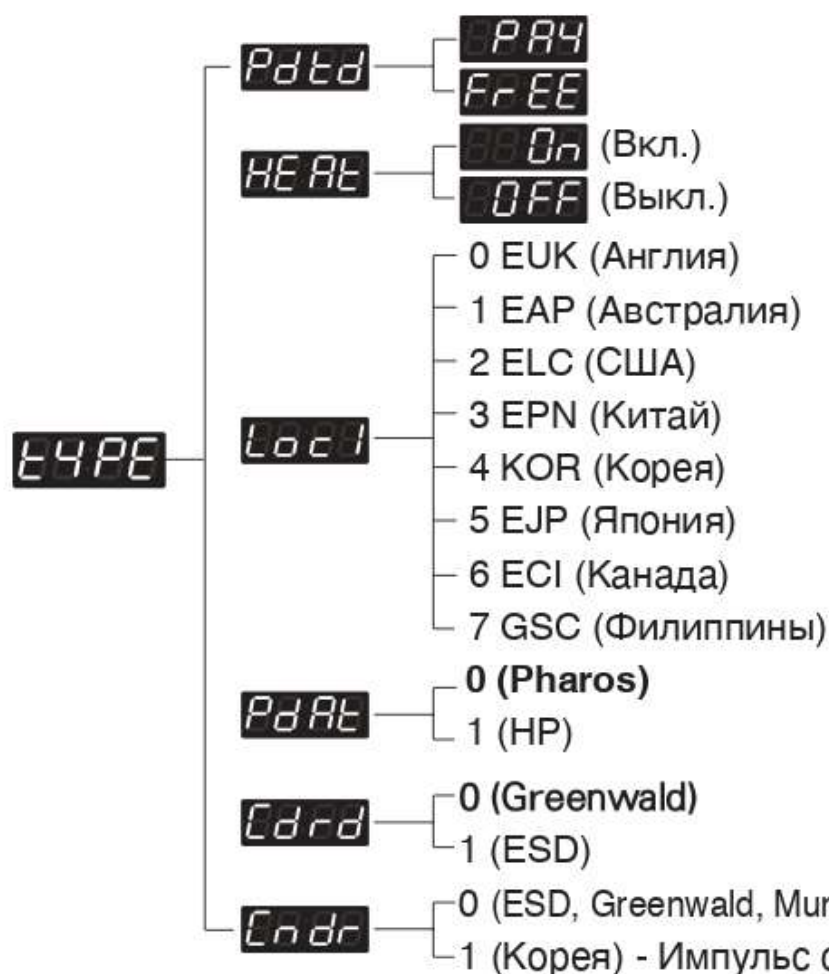 Pdtd
PAY
FrEE
HEAt
On (Вкл.)
OFF (Выкл.)
tYPE
Loc1
0 EUK (Англия)
1 EAP (Австралия)
2 ELC (США)
3 EPN (Китай)
4 KOR (Корея)
5 EJP (Япония)
6 ECI (Канада)
7 GSC (Филиппины)
PdAt
0 (Pharos)
1 (HP)
Cdrd
0 (Greenwald)
1 (ESD)
Cndr
0 (ESD, Greenwald,
1 (Корея) - Импульс